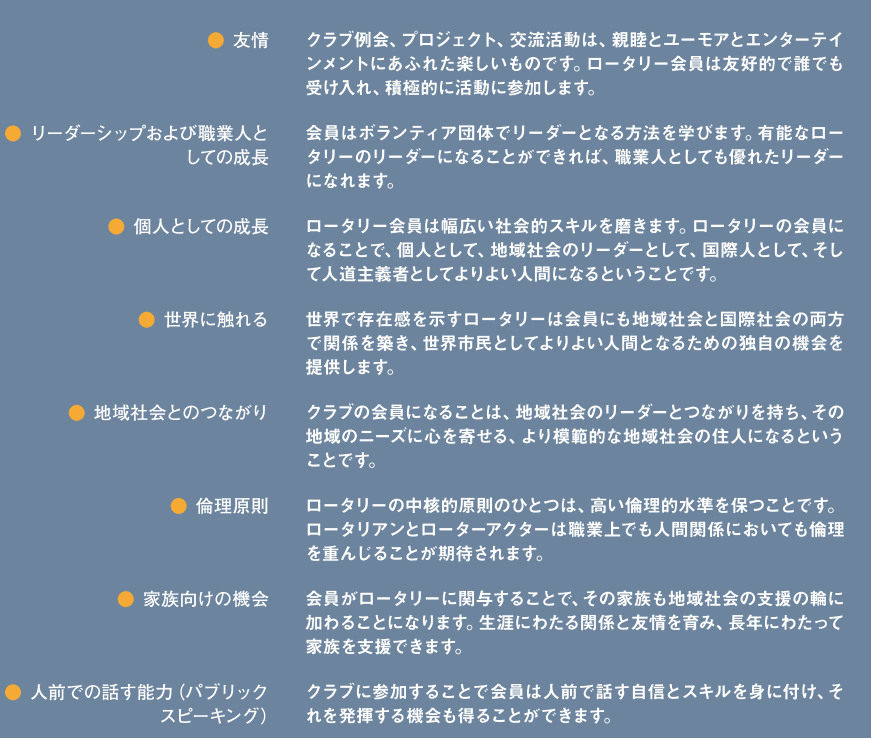 友情
クラブ例会、プロジェクト、交流活動は、親睦とユーモアとエンターテイ
ンメントにあふれた楽しいものです。ロータリー会員は友好的で誰でも
受け入れ、積極的に活動に参加します。
リーダーシップおよび職業人と
しての成長
会員はボランティア団体でリーダーとなる方法を学びます。有能なロー
タリーのリーダーになることができれば、職業人としても優れたリーダー
になれます。
個人としての成長
ロータリー会員は幅広い社会的スキルを磨きます。ロータリーの会員に
なることで、個人として、地域社会のリーダーとして、国際人として、そし
て人道主義者としてよりよい人間になるということです。
世界に触れる
世界で存在感を示すロータリーは会員にも地域社会と国際社会の両方
で関係を築き、世界市民としてよりよい人間となるための独自の機会を
提供します。
地域社会とのつながり
クラブの会員になることは、地域社会のリーダーとつながりを持ち、その
地域のニーズに心を寄せる、より模範的な地域社会の住人になるという
ことです。
倫理原則
ロータリーの中核的原則のひとつは、高い倫理的水準を保つことです。
ロータリアンとローターアクターは職業上でも人間関係においても倫理
を重んじることが期待されます。
家族向けの機会
会員がロータリーに関与することで、その家族も地域社会の支援の輪に
加わることになります。生涯にわたる関係と友情を育み、長年にわたって
家族を支援できます。
人前での話す能力（パブリック
スピーキング）
クラブに参加することで会員は人前で話す自信とスキルを身に付け、そ
れを発揮する機会も得ることができます。